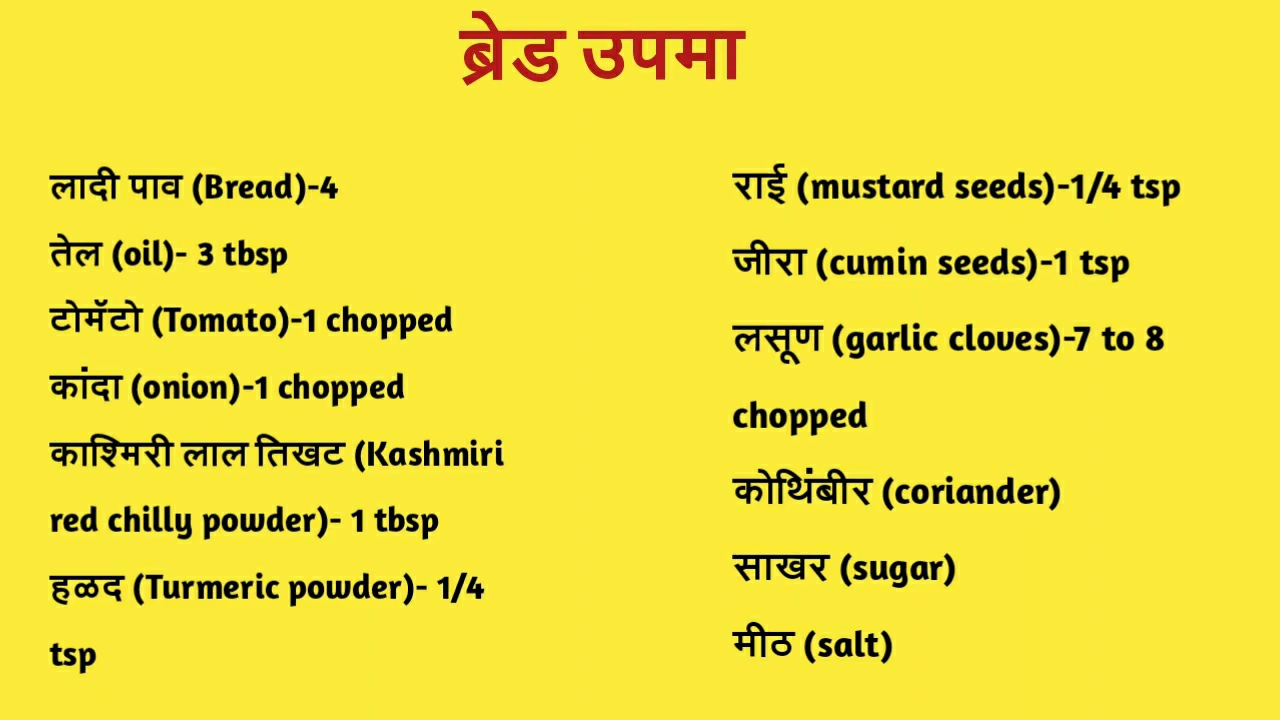 ब्रेड उपमा
लादी पाव (Bread)-4
तेल (oil)- 3 tbsp
टोमॅटो (Tomato)-1 chopped
कांदा (onion)-1 chopped
काश्मिरी लाल तिखट (Kashmiri
red chilly powder)- 1 tbsp
हळद (Turmeric powder)- 1/4
tsp
राई (mustard seeds)-1/4 tsp
जीरा (cumin seeds)-1 tsp
लसूण (garlic cloves)-7 to 8
chopped
कोथिंबीर (coriander)
साखर (sugar)
मीठ (salt)